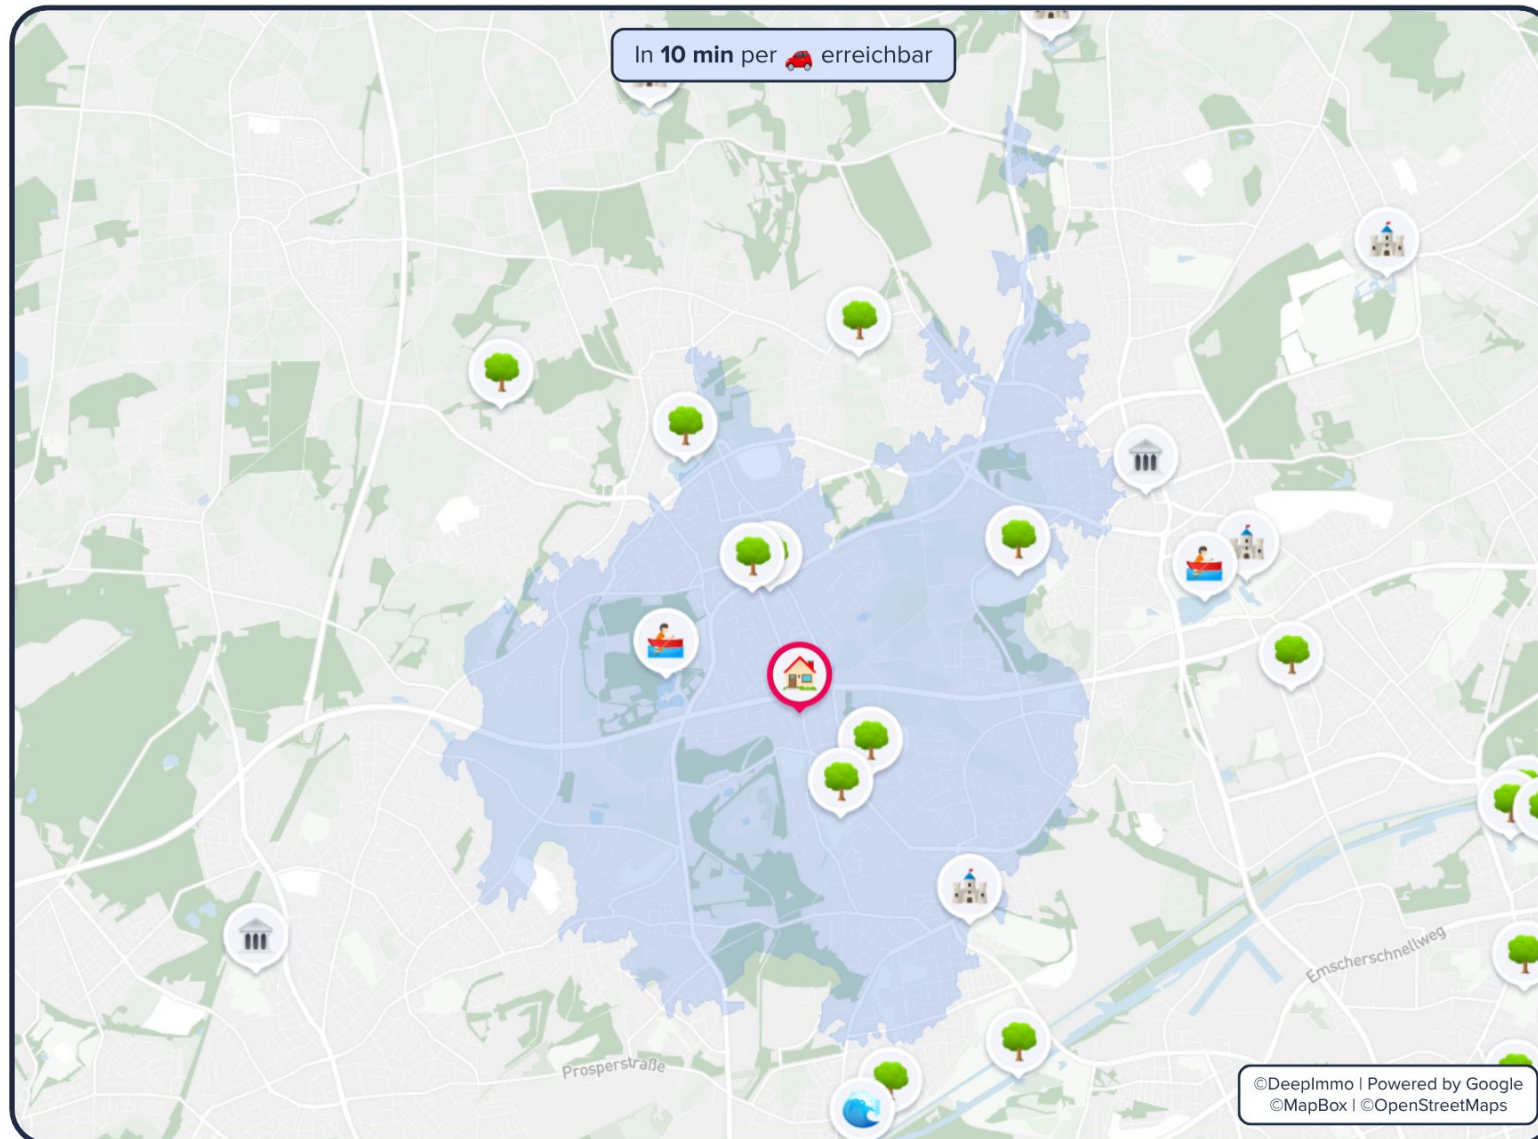 In 10 min per erreichbar
Emscherschnellweg
Prosperstraße
©DeepImmo | Powered by Google
©MapBox | ©OpenStreetMaps